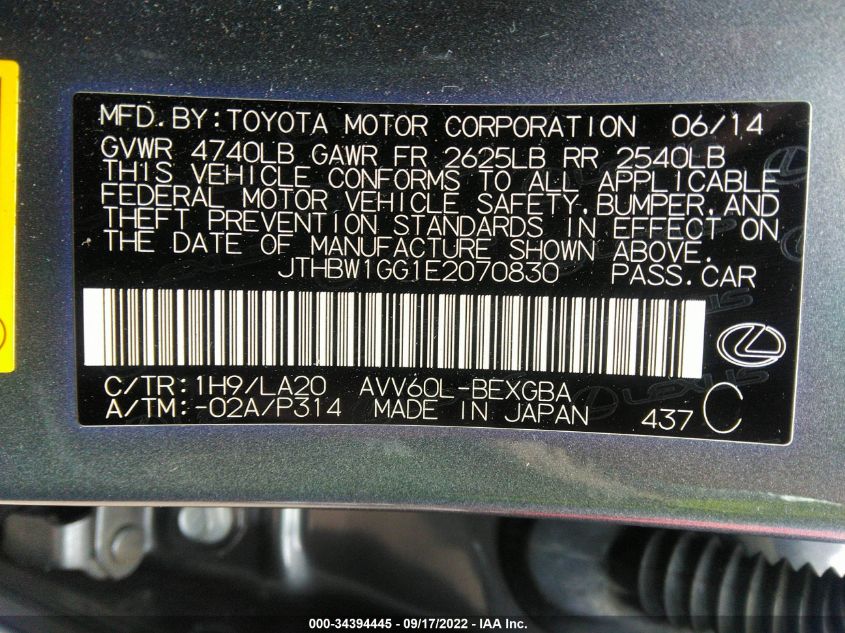 MFD. BY: TOYOTA MOTOR CORPORATION 06/14
GVWR 4740LB GAWR FR 2625LB RR 2540LB
THIS VEHICLE CONFORMS TO ALL APPLICABLE
FEDERAL MOTOR VEHICLE SAFETY, BUMPER, AND
THEFT PREVENTION STANDARDS IN EFFECT ON
THE DATE OF MANUFACTURE SHOWN ABOVE.
JTHBW1GG1E2070830 PASS. CAR
C/TR: 1H9/LA20 AVV60L-BEXGBA
A/TM: -02A/P314 MADE IN JAPAN 437 C
000-34394445 - 09/17/2022 - IAA Inc.